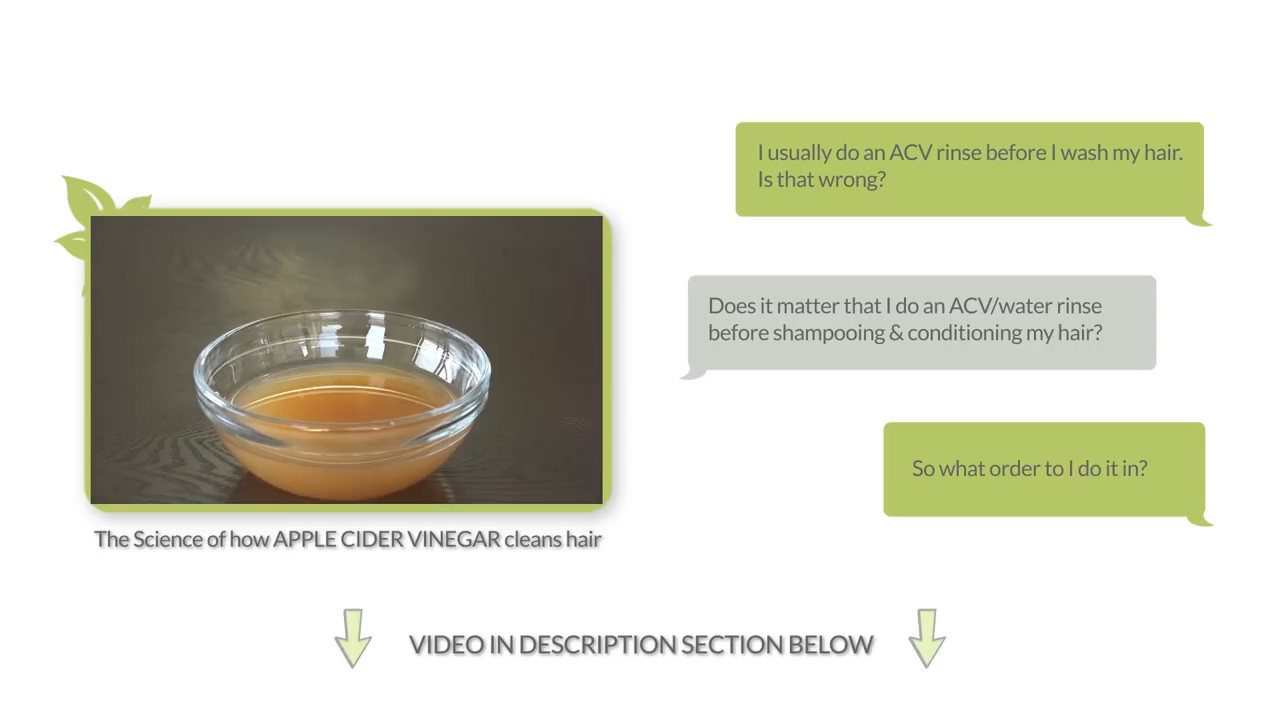 I usually do an ACV rinse before I wash my hair.
Is that wrong?
Does it matter that I do an ACV/water rinse
before shampooing & conditioning my hair?
So what order to I do it in?
The Science of how APPLE CIDER VINEGAR cleans hair
VIDEO IN DESCRIPTION SECTION BELOW